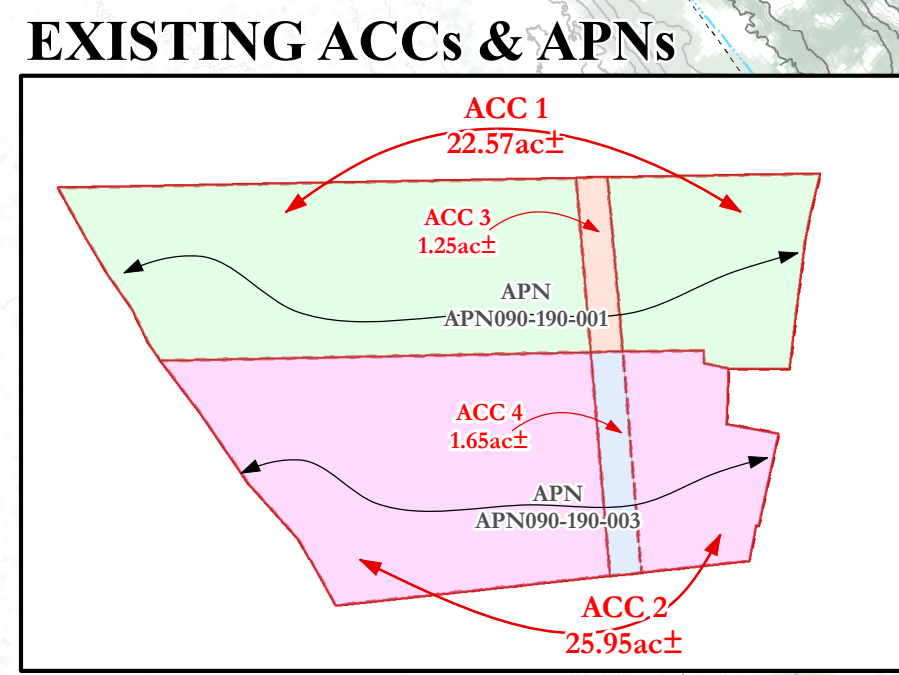 EXISTING ACCs & APNs
ACC 1
22.57ac±
ACC 3
1.25ac±
APN
APN090-190-001
ACC 4
1.65ac±
APN
APN090-190-003
ACC 2
25.95ac±